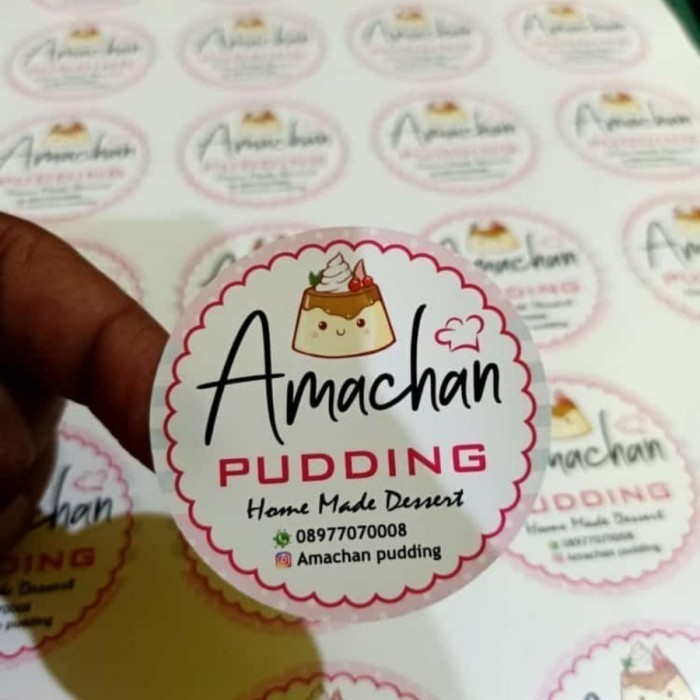 Amachan
PUDDING
Home Made Dessert
08977070008
Amachan pudding